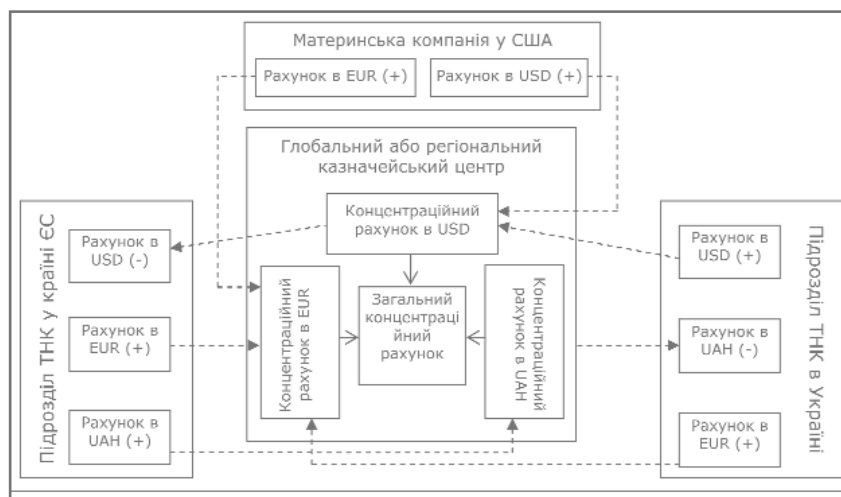 Материнська компанія у США
Рахунок в EUR (+)
Рахунок в USD (+)
Глобальний або регіональний
казначейський центр
Концентраційний
рахунок в USD
Концентраційний
рахунок в EUR
Загальний
концентраці
йний
рахунок
Концентраційний
рахунок в UAH
Підрозділ ТНК у країні ЄС
Рахунок в
USD (-)
Рахунок в
EUR (+)
Рахунок в
UAH (+)
Підрозділ ТНК в Україні
Рахунок в
USD (+)
Рахунок в
UAH (-)
Рахунок в
EUR (+)